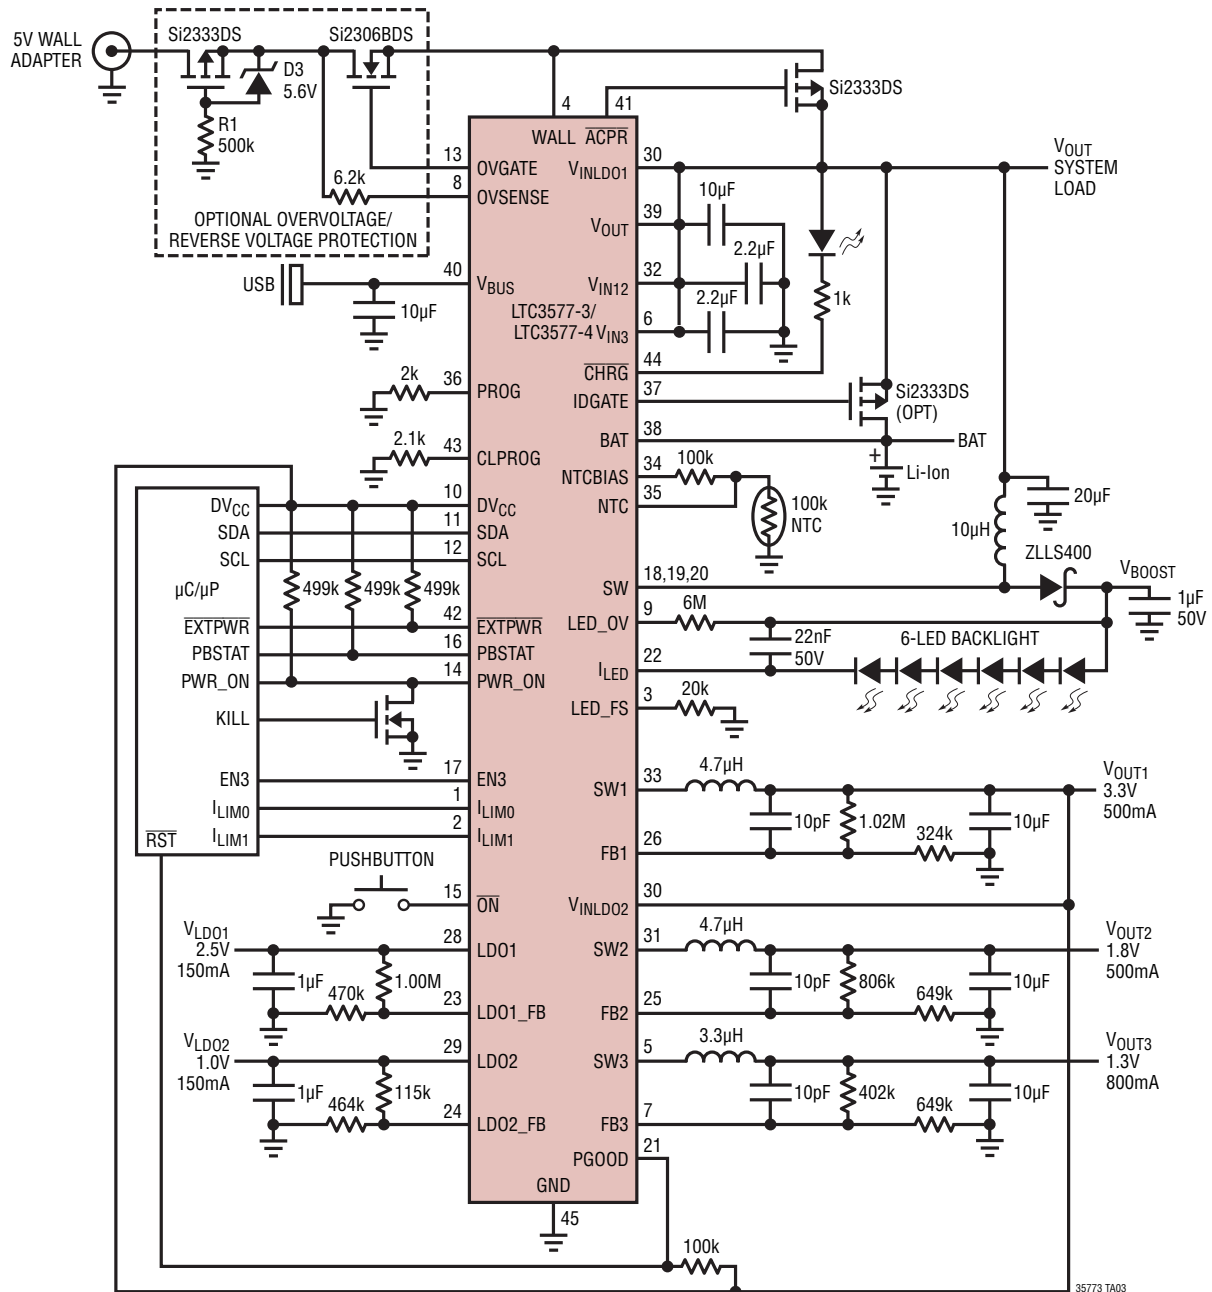 5V WALL
ADAPTER
Si2333DS
Si2306BDS
D3
5.6V
R1
500k
6.2k
OPTIONAL OVERVOLTAGE/
REVERSE VOLTAGE PROTECTION
4
41
WALL
ACPR
Si2333DS
13
OVGATE
8
OVSENSE
VINLDO1
30
VOUT
SYSTEM
LOAD
10µF
VOUT
39
2.2µF
VIN12
32
2.2µF
LTC3577-3/
LTC3577-4
VIN3
6
1k
USB
40
VBUS
10µF
CHRG
44
IDGATE
37
Si2333DS
(OPT)
2k
36
PROG
BAT
38
BAT
+
Li-Ion
2.1k
43
CLPROG
NTCBIAS
34
100k
NTC
35
100k
NTC
20µF
10µH
ZLLS400
VBOOST
1µF
50V
DVCC
10
DVCC
SDA
11
SDA
SCL
12
SCL
µC/µP
499k
499k
499k
EXTPWR
42
EXTPWR
PBSTAT
16
PBSTAT
PWR_ON
14
PWR_ON
KILL
SW
18,19,20
LED_OV
9
6M
22nF
50V
6-LED BACKLIGHT
ILED
22
LED_FS
3
20k
EN3
17
EN3
ILIM0
1
ILIM0
ILIM1
2
ILIM1
RST
SW1
33
4.7µH
VOUT1
3.3V
500mA
10pF
1.02M
324k
10µF
FB1
26
PUSHBUTTON
15
ON
VINLDO2
30
VLDO1
2.5V
150mA
28
LDO1
1µF
470k
1.00M
23
LDO1_FB
SW2
31
4.7µH
VOUT2
1.8V
500mA
10pF
806k
649k
10µF
FB2
25
VLDO2
1.0V
150mA
29
LDO2
1µF
464k
115k
24
LDO2_FB
SW3
5
3.3µH
VOUT3
1.3V
800mA
10pF
402k
649k
10µF
FB3
7
PGOOD
21
GND
45
100k
35773 TA03